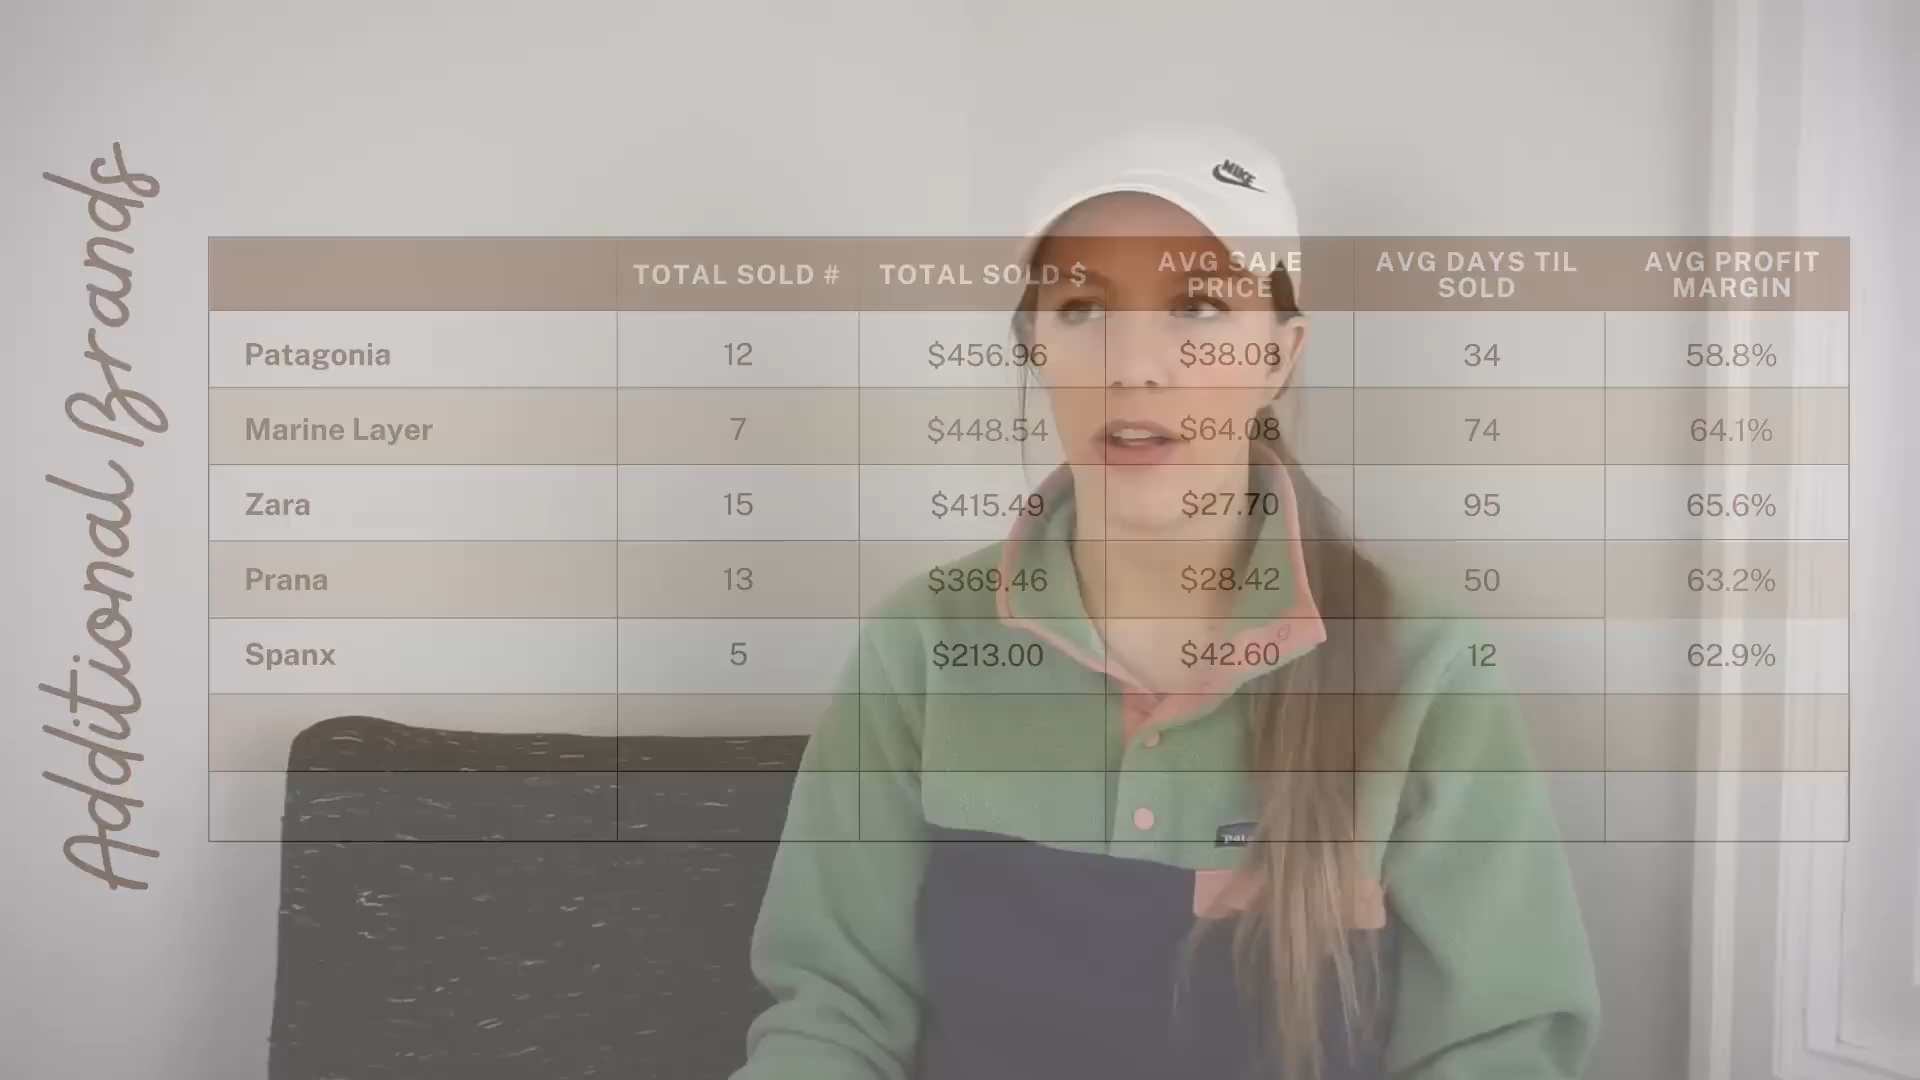 Additional Brands
TOTAL SOLD # TOTAL SOLD $ AVG SALE PRICE AVG DAYS TIL SOLD AVG PROFIT MARGIN
Patagonia 12 $456.96 $38.08 34 58.8%
Marine Layer 7 $448.54 $64.08 74 64.1%
Zara 15 $415.49 $27.70 95 65.6%
Prana 13 $369.46 $28.42 50 63.2%
Spanx 5 $213.00 $42.60 12 62.9%
NIKE
pata